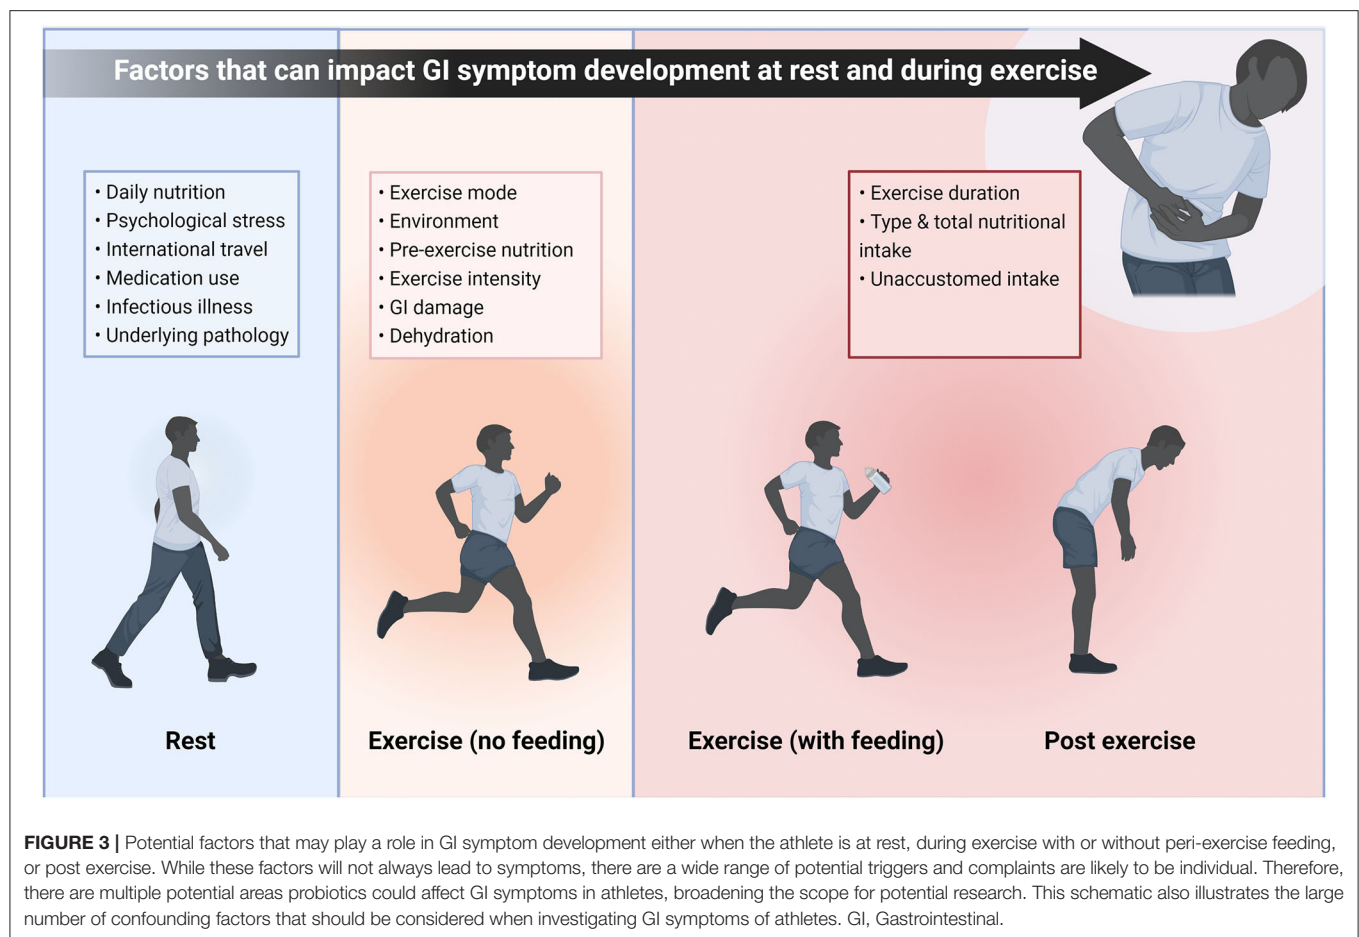 Factors that can impact GI symptom development at rest and during exercise
• Daily nutrition
• Psychological stress
• International travel
• Medication use
• Infectious illness
• Underlying pathology
• Exercise mode
• Environment
• Pre-exercise nutrition
• Exercise intensity
• GI damage
• Dehydration
• Exercise duration
• Type & total nutritional
intake
• Unaccustomed intake
Rest
Exercise (no feeding)
Exercise (with feeding)
Post exercise
FIGURE 3 | Potential factors that may play a role in GI symptom development either when the athlete is at rest, during exercise with or without peri-exercise feeding,
or post exercise. While these factors will not always lead to symptoms, there are a wide range of potential triggers and complaints are likely to be individual. Therefore,
there are multiple potential areas probiotics could affect GI symptoms in athletes, broadening the scope for potential research. This schematic also illustrates the large
number of confounding factors that should be considered when investigating GI symptoms of athletes. GI, Gastrointestinal.